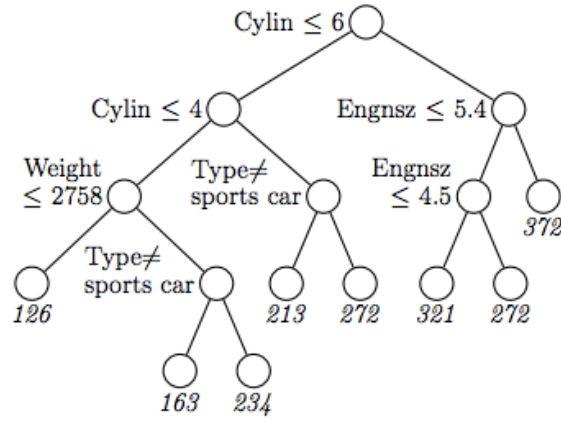 Cylin ≤ 6
Cylin ≤ 4
Engnsz ≤ 5.4
Weight
≤ 2758
Type≠
sports car
Engnsz
≤ 4.5
372
Type≠
sports car
126
213
272
321
272
163
234